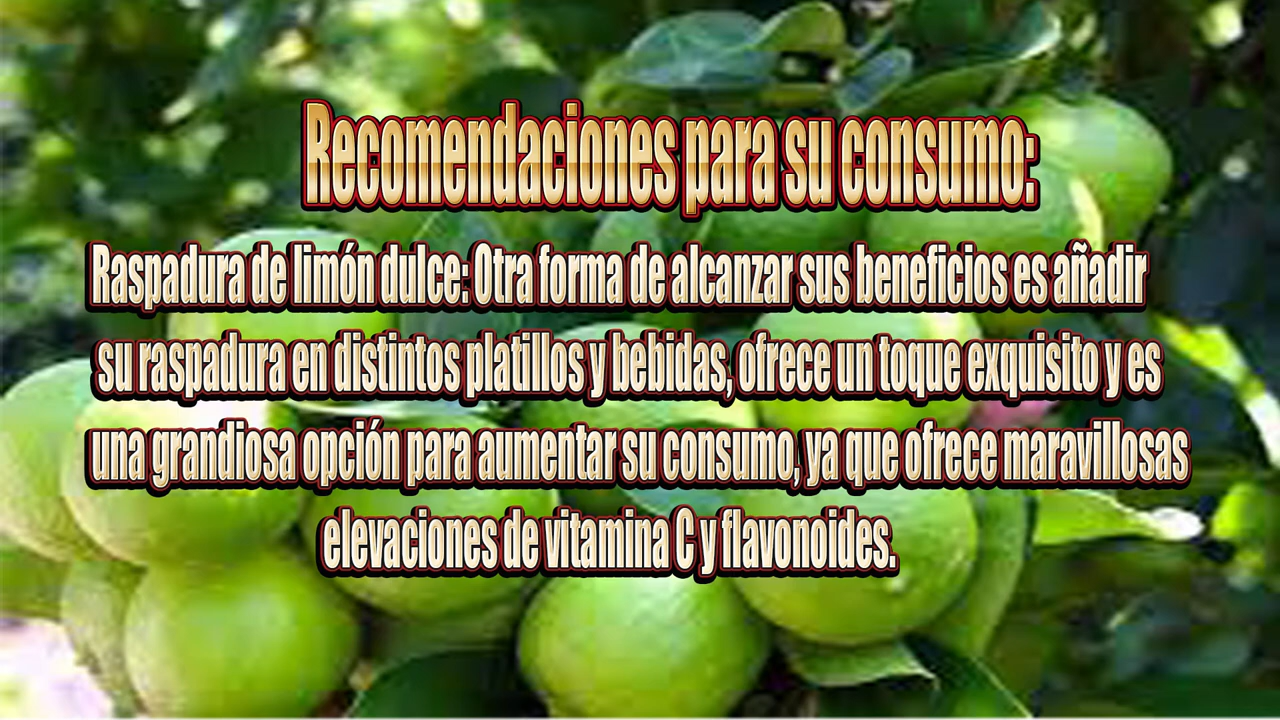 Recomendaciones para su consumo:
Raspadura de limón dulce: Otra forma de alcanzar sus beneficios es añadir
su raspadura en distintos platillos y bebidas, ofrece un toque exquisito y es
una grandiosa opción para aumentar su consumo, ya que ofrece maravillosas
elevaciones de vitamina C y flavonoides.